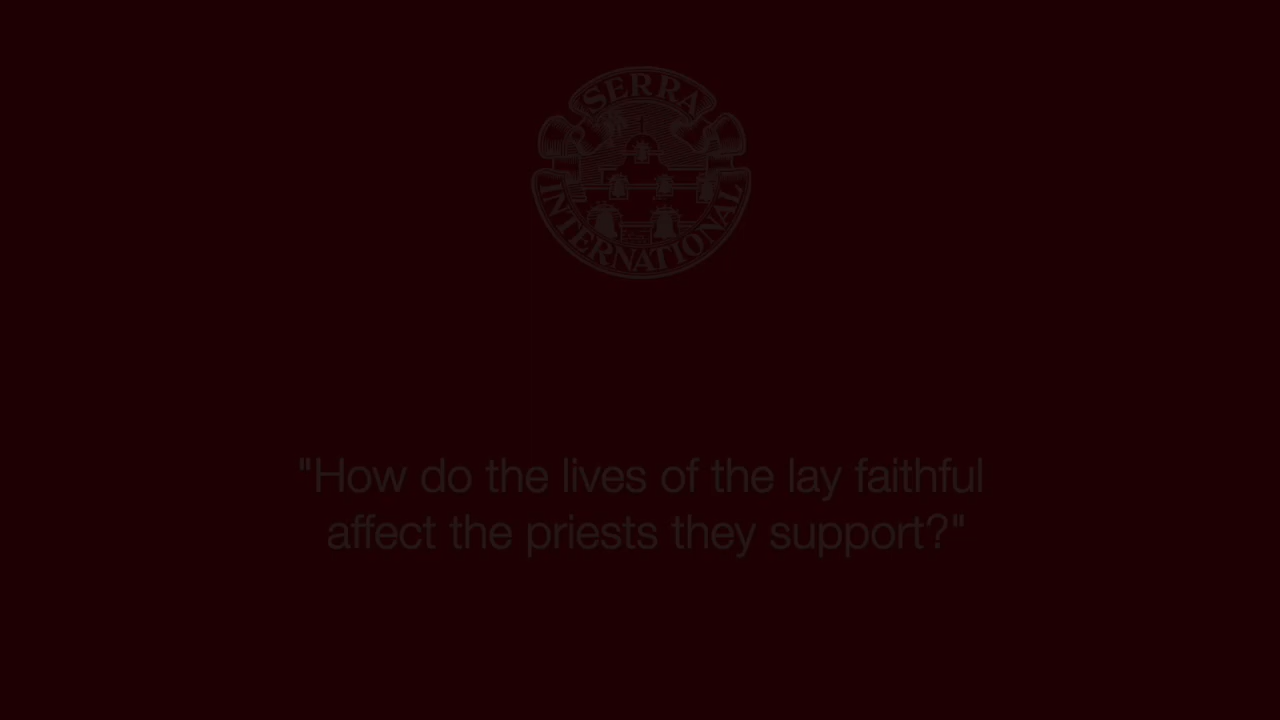 SERRA
INTERNATIONAL
"How do the lives of the lay faithful
affect the priests they support?"